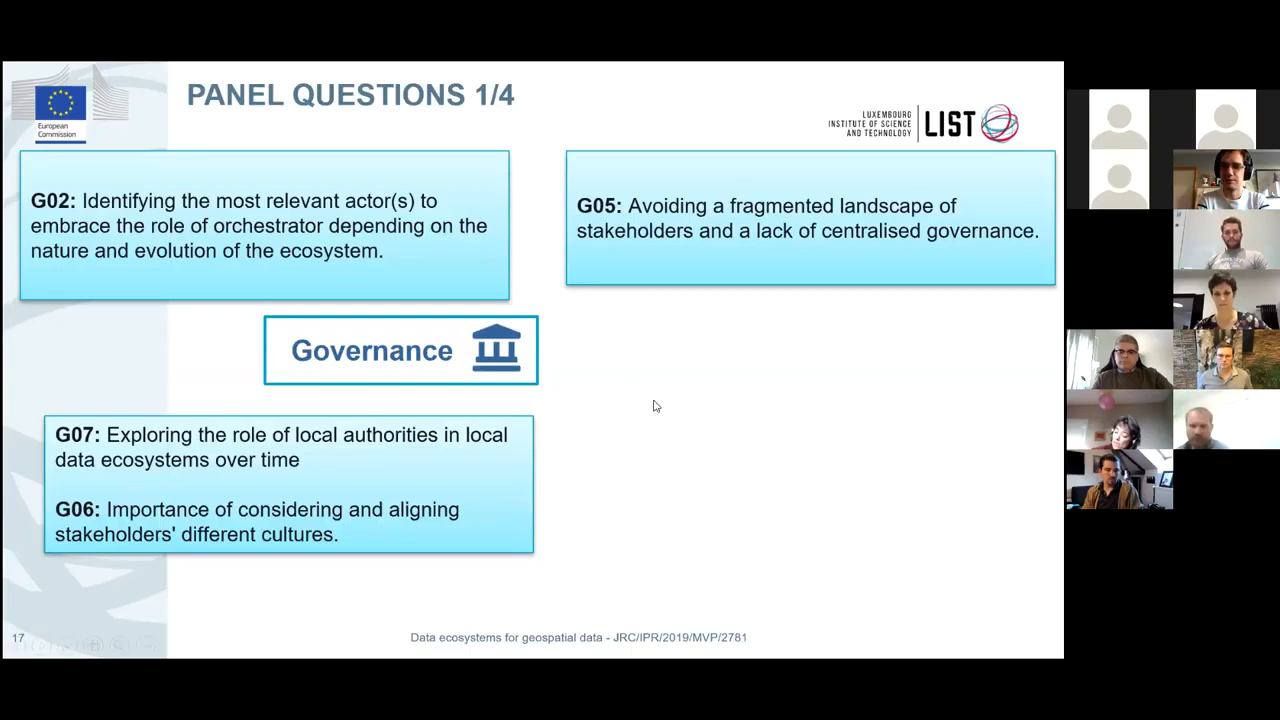 PANEL QUESTIONS 1/4
European
Commission
LUXEMBOURG
INSTITUTE OF SCIENCE
AND TECHNOLOGY
LIST
G02: Identifying the most relevant actor(s) to
embrace the role of orchestrator depending on the
nature and evolution of the ecosystem.
G05: Avoiding a fragmented landscape of
stakeholders and a lack of centralised governance.
Governance
G07: Exploring the role of local authorities in local
data ecosystems over time
G06: Importance of considering and aligning
stakeholders' different cultures.
17
Data ecosystems for geospatial data - JRC/IPR/2019/MVP/2781